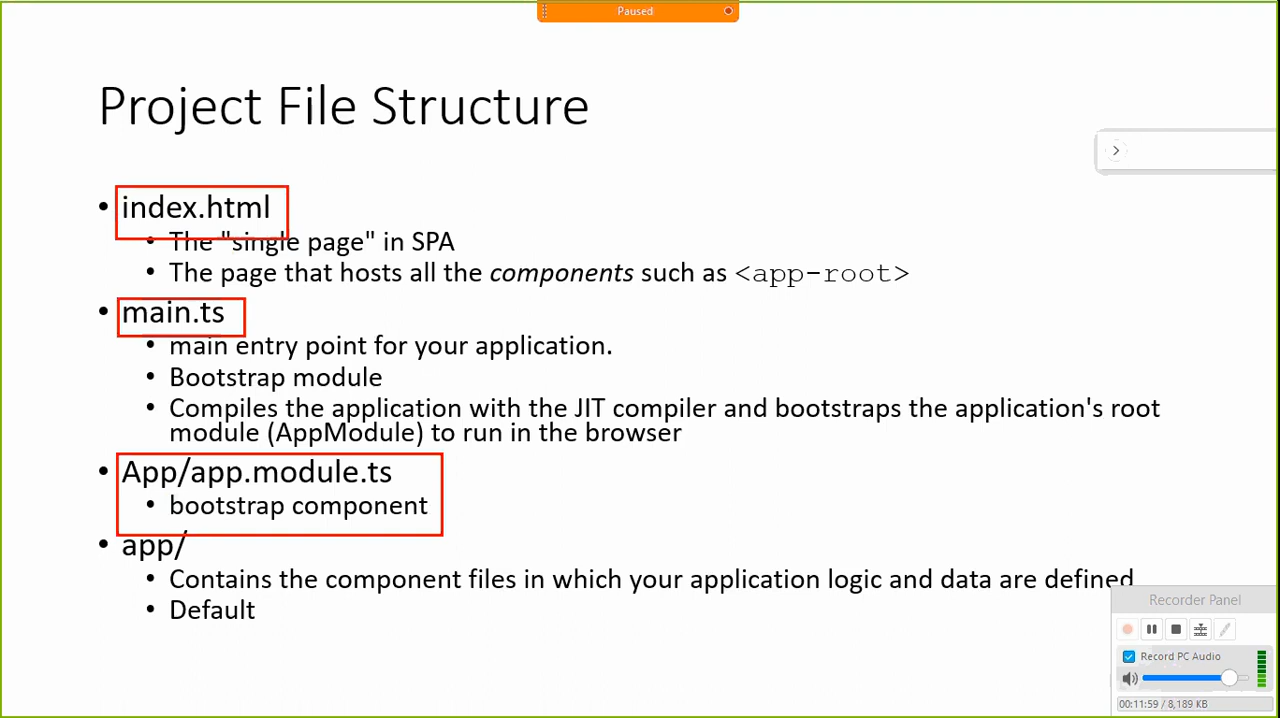 Paused
Project File Structure
• index.html
• The "single page" in SPA
• The page that hosts all the components such as <app-root>
• main.ts
• main entry point for your application.
• Bootstrap module
• Compiles the application with the JIT compiler and bootstraps the application's root
module (AppModule) to run in the browser
• App/app.module.ts
• bootstrap component
• app/
• Contains the component files in which your application logic and data are defined
• Default
Recorder Panel
Record PC Audio
00:11:59 / 8,189 KB